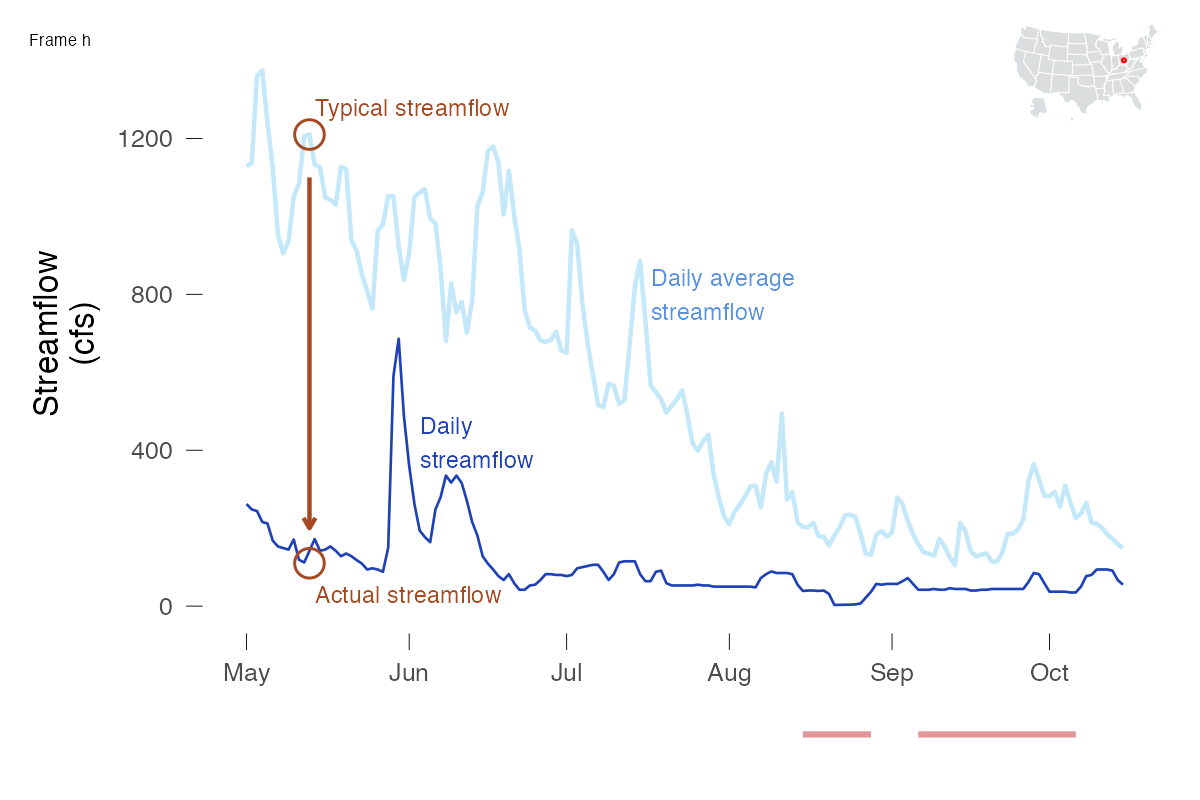 Frame h
Typical streamflow
1200
800
400
0
Streamflow
(cfs)
Daily average
streamflow
Daily
streamflow
Actual streamflow
May
Jun
Jul
Aug
Sep
Oct